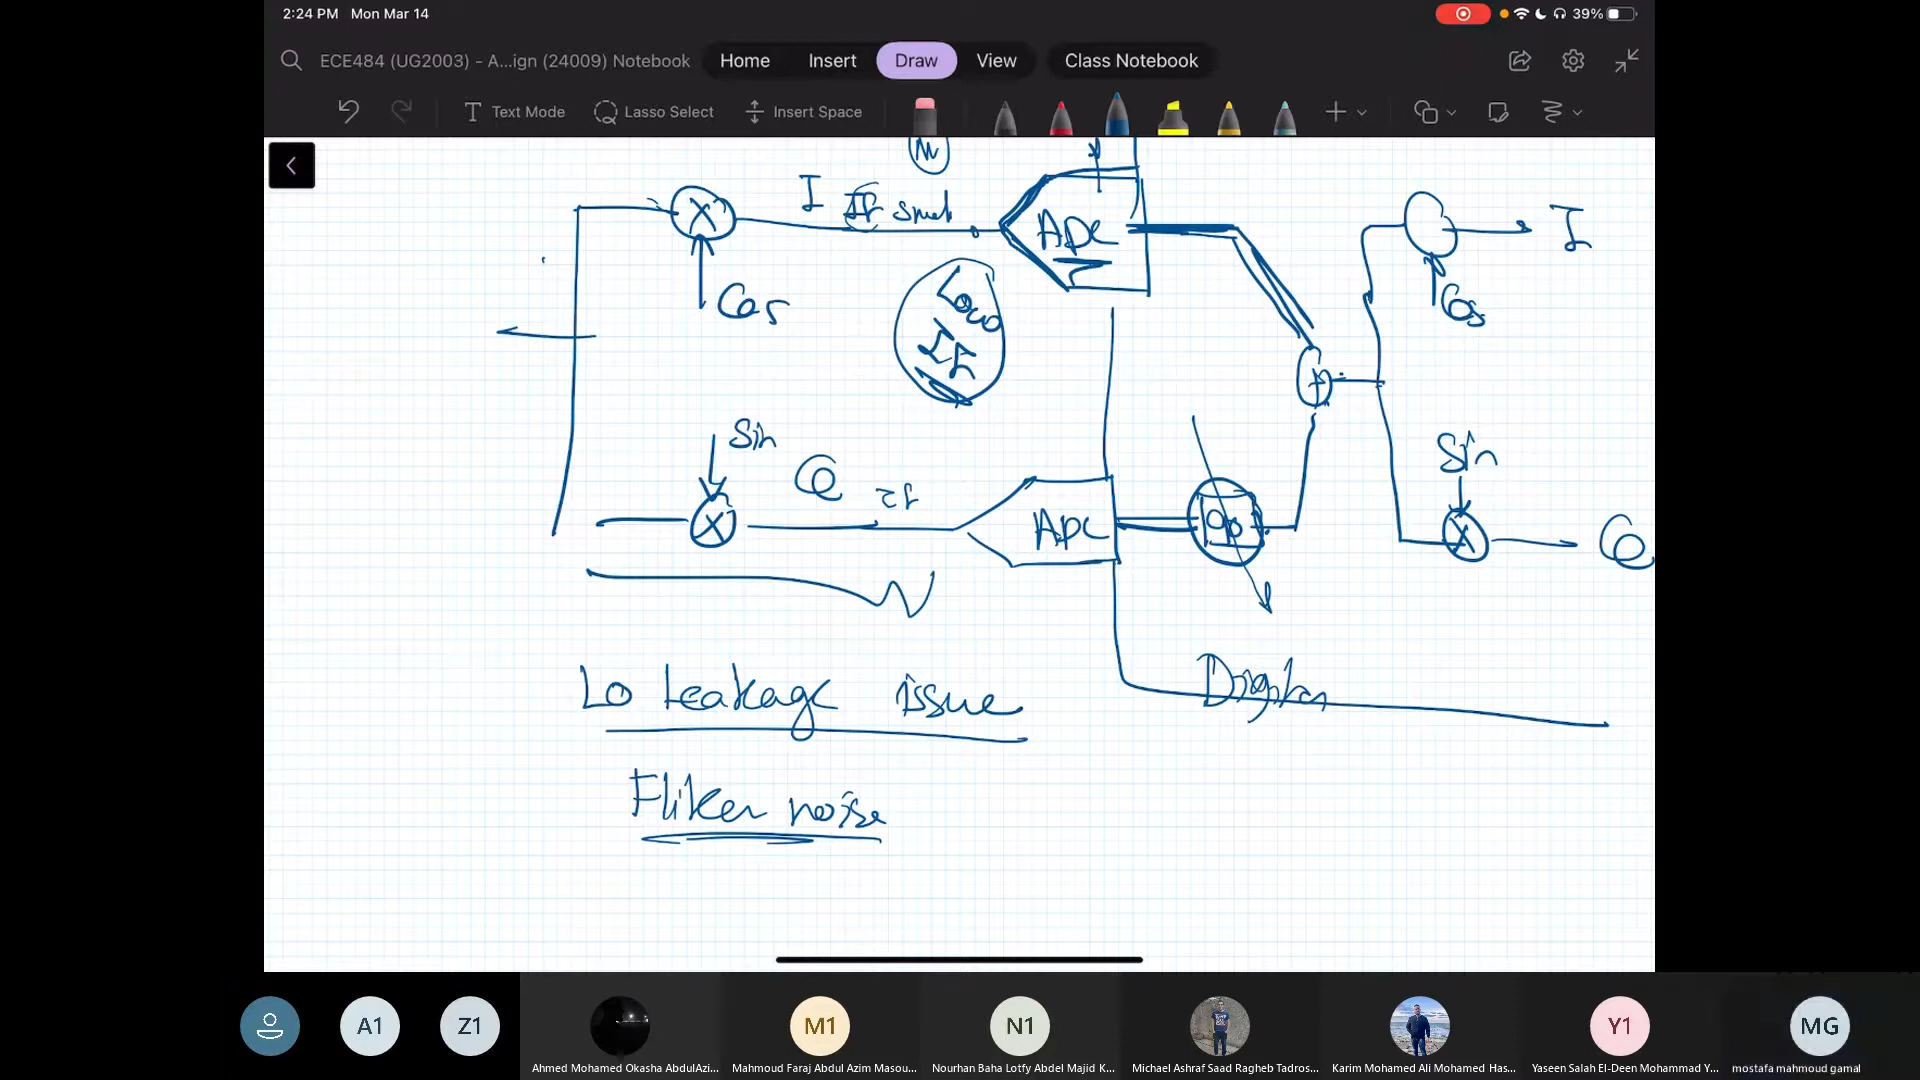 2:24 PM Mon Mar 14
39%
ECE484 (UG2003) - A...ign (24009) Notebook
Home Insert Draw View Class Notebook
Text Mode Lasso Select Insert Space
I IF
ADC
I
Cos
Cos
Low
IF
Sin
Sin
Q IF
ADC
Q
LO Leakage issue
Fliker noise
A1 Z1 M1 N1 Y1 MG
Ahmed Mohamed Okasha AbdulAzi...
Mahmoud Faraj Abdul Azim Masou...
Nourhan Baha Lotfy Abdel Majid K...
Michael Ashraf Saad Ragheb Tadros...
Karim Mohamed Ali Mohamed Has...
Yaseen Salah El-Deen Mohammad Y...
mostafa mahmoud gamal